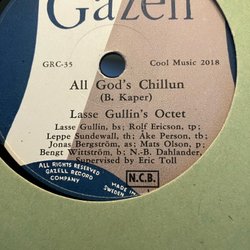 Gazell
GRC-35 Cool Music 2018
All God's Chillun
(B. Kaper)
Lasse Gullin's Octet
Lasse Gullin, bs; Rolf Ericson, tp;
Leppe Sundewall, th; Åke Person, tb;
Jonas Bergström, as; Mats Olson, p;
Bengt Wittström, b; N.-B. Dahlander,
Supervised by Eric Toll
ALL RIGHTS RESERVED
GAZELL RECORD
COMPANY
N.C.B.
MADE IN